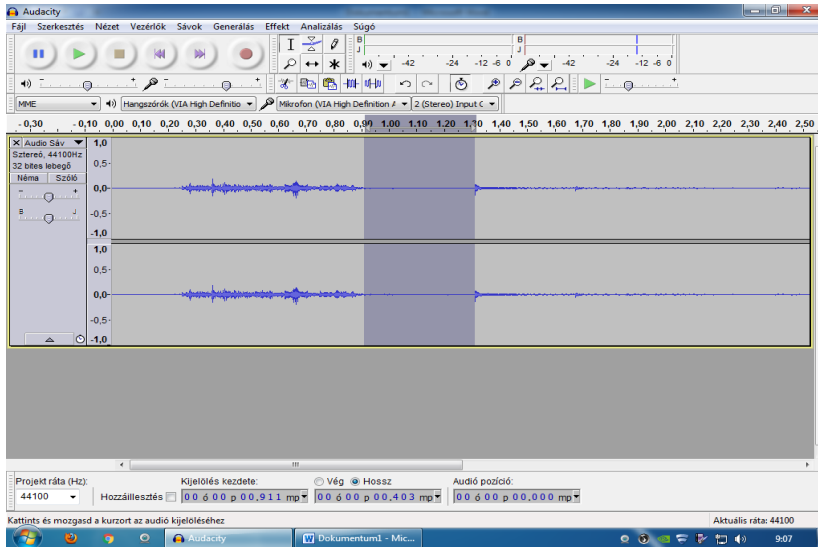 Audacity
Fájl Szerkesztés Nézet Vezérlők Sávok Generálás Effekt Analizálás Súgó
B
J
-42 -24 -12 -6 0
B
J
-42 -24 -12 -6 0
MME
Hangszórók (VIA High Definitio
Mikrofon (VIA High Definition A
2 (Stereo) Input C
-0,30 -0,10 0,00 0,10 0,20 0,30 0,40 0,50 0,60 0,70 0,80 0,90 1.00 1.10 1.20 1,30 1,40 1,50 1,60 1,70 1,80 1,90 2,00 2,10 2,20 2,30 2,40 2,50
X Audio Sáv
Sztereó, 44100Hz
32 bites lebegő
Néma Szóló
- +
B J
1,0
0,5-
0,0-
-0,5-
-1,0
1,0
0,5-
0,0-
-0,5-
-1,0
Projekt ráta (Hz):
44100
Hozzáillesztés
Kijelölés kezdete:
Vég Hossz
Audió pozíció:
00 ó 00 p 00,911 mp
00 ó 00 p 00,403 mp
00 ó 00 p 00,000 mp
Kattints és mozgasd a kurzort az audió kijelöléséhez
Aktuális ráta: 44100
Audacity
W Dokumentum1 - Mic...
9:07